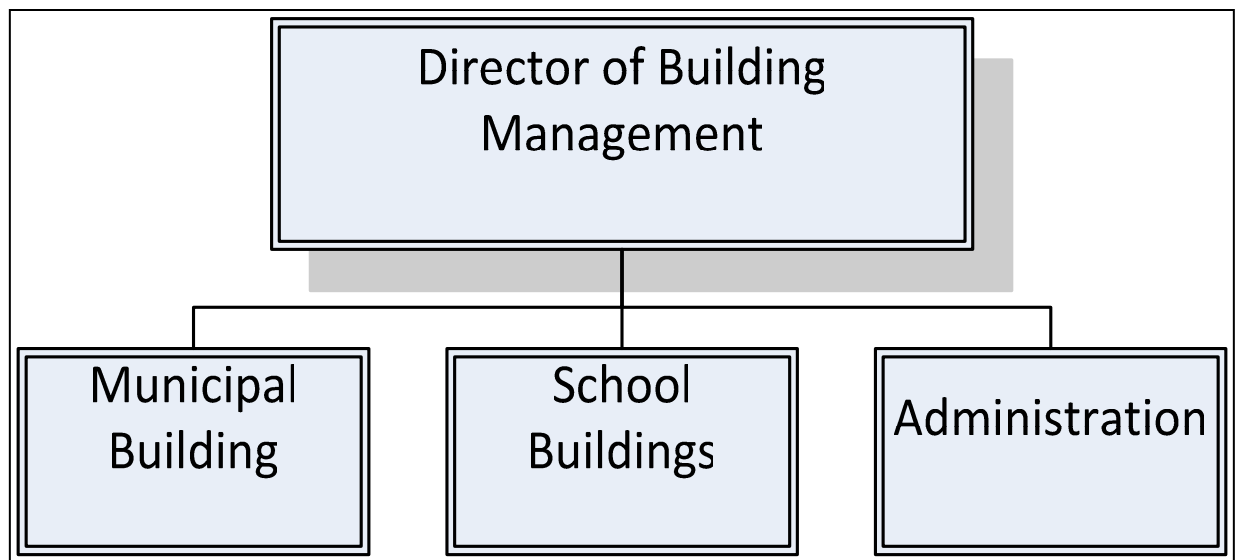 Director of Building
Management
Municipal
Building
School
Buildings
Administration